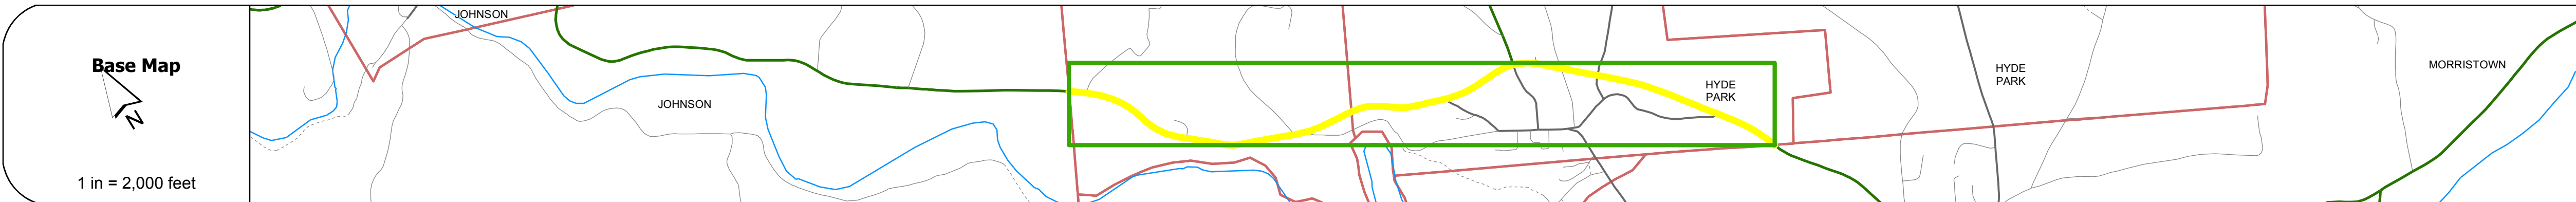 Base Map
N
1 in = 2,000 feet
JOHNSON
JOHNSON
HYDE
PARK
HYDE
PARK
MORRISTOWN